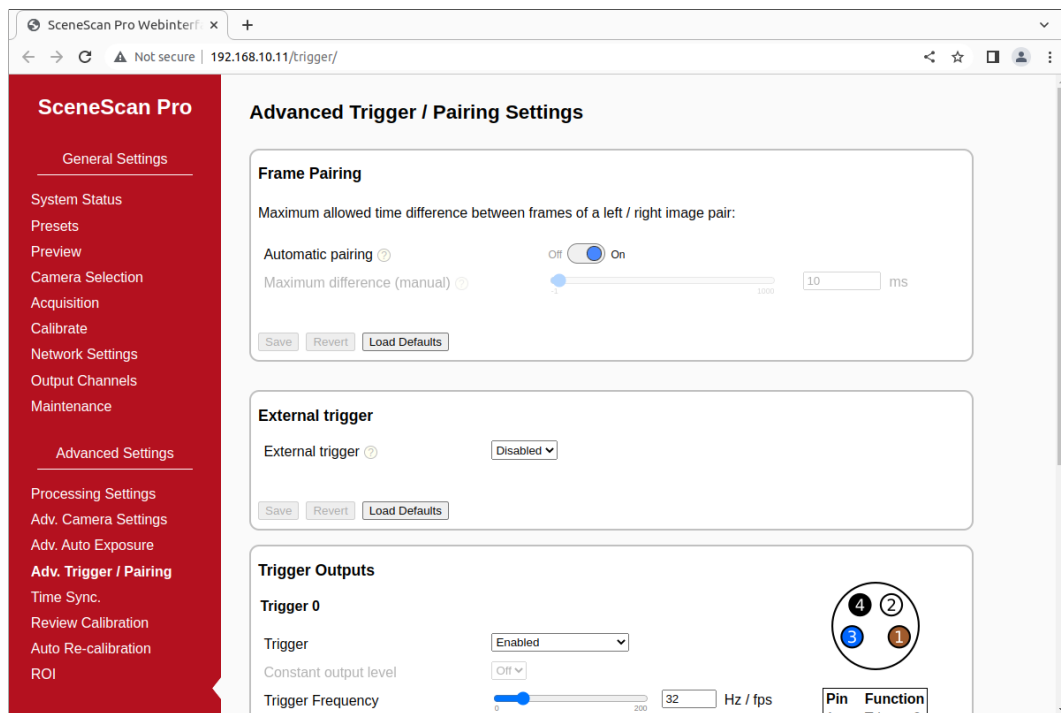 SceneScan Pro Webinterf
Not secure 192.168.10.11/trigger/
SceneScan Pro
General Settings
System Status
Presets
Preview
Camera Selection
Acquisition
Calibrate
Network Settings
Output Channels
Maintenance
Advanced Settings
Processing Settings
Adv. Camera Settings
Adv. Auto Exposure
Adv. Trigger / Pairing
Time Sync.
Review Calibration
Auto Re-calibration
ROI
Advanced Trigger / Pairing Settings
Frame Pairing
Maximum allowed time difference between frames of a left / right image pair:
Automatic pairing ? Off On
Maximum difference (manual) ? -1 1000 10 ms
Save Revert Load Defaults
External trigger
External trigger ? Disabled
Save Revert Load Defaults
Trigger Outputs
Trigger 0
Trigger Enabled
Constant output level Off
Trigger Frequency 0 200 32 Hz / fps
4 2
3 1
Pin Function